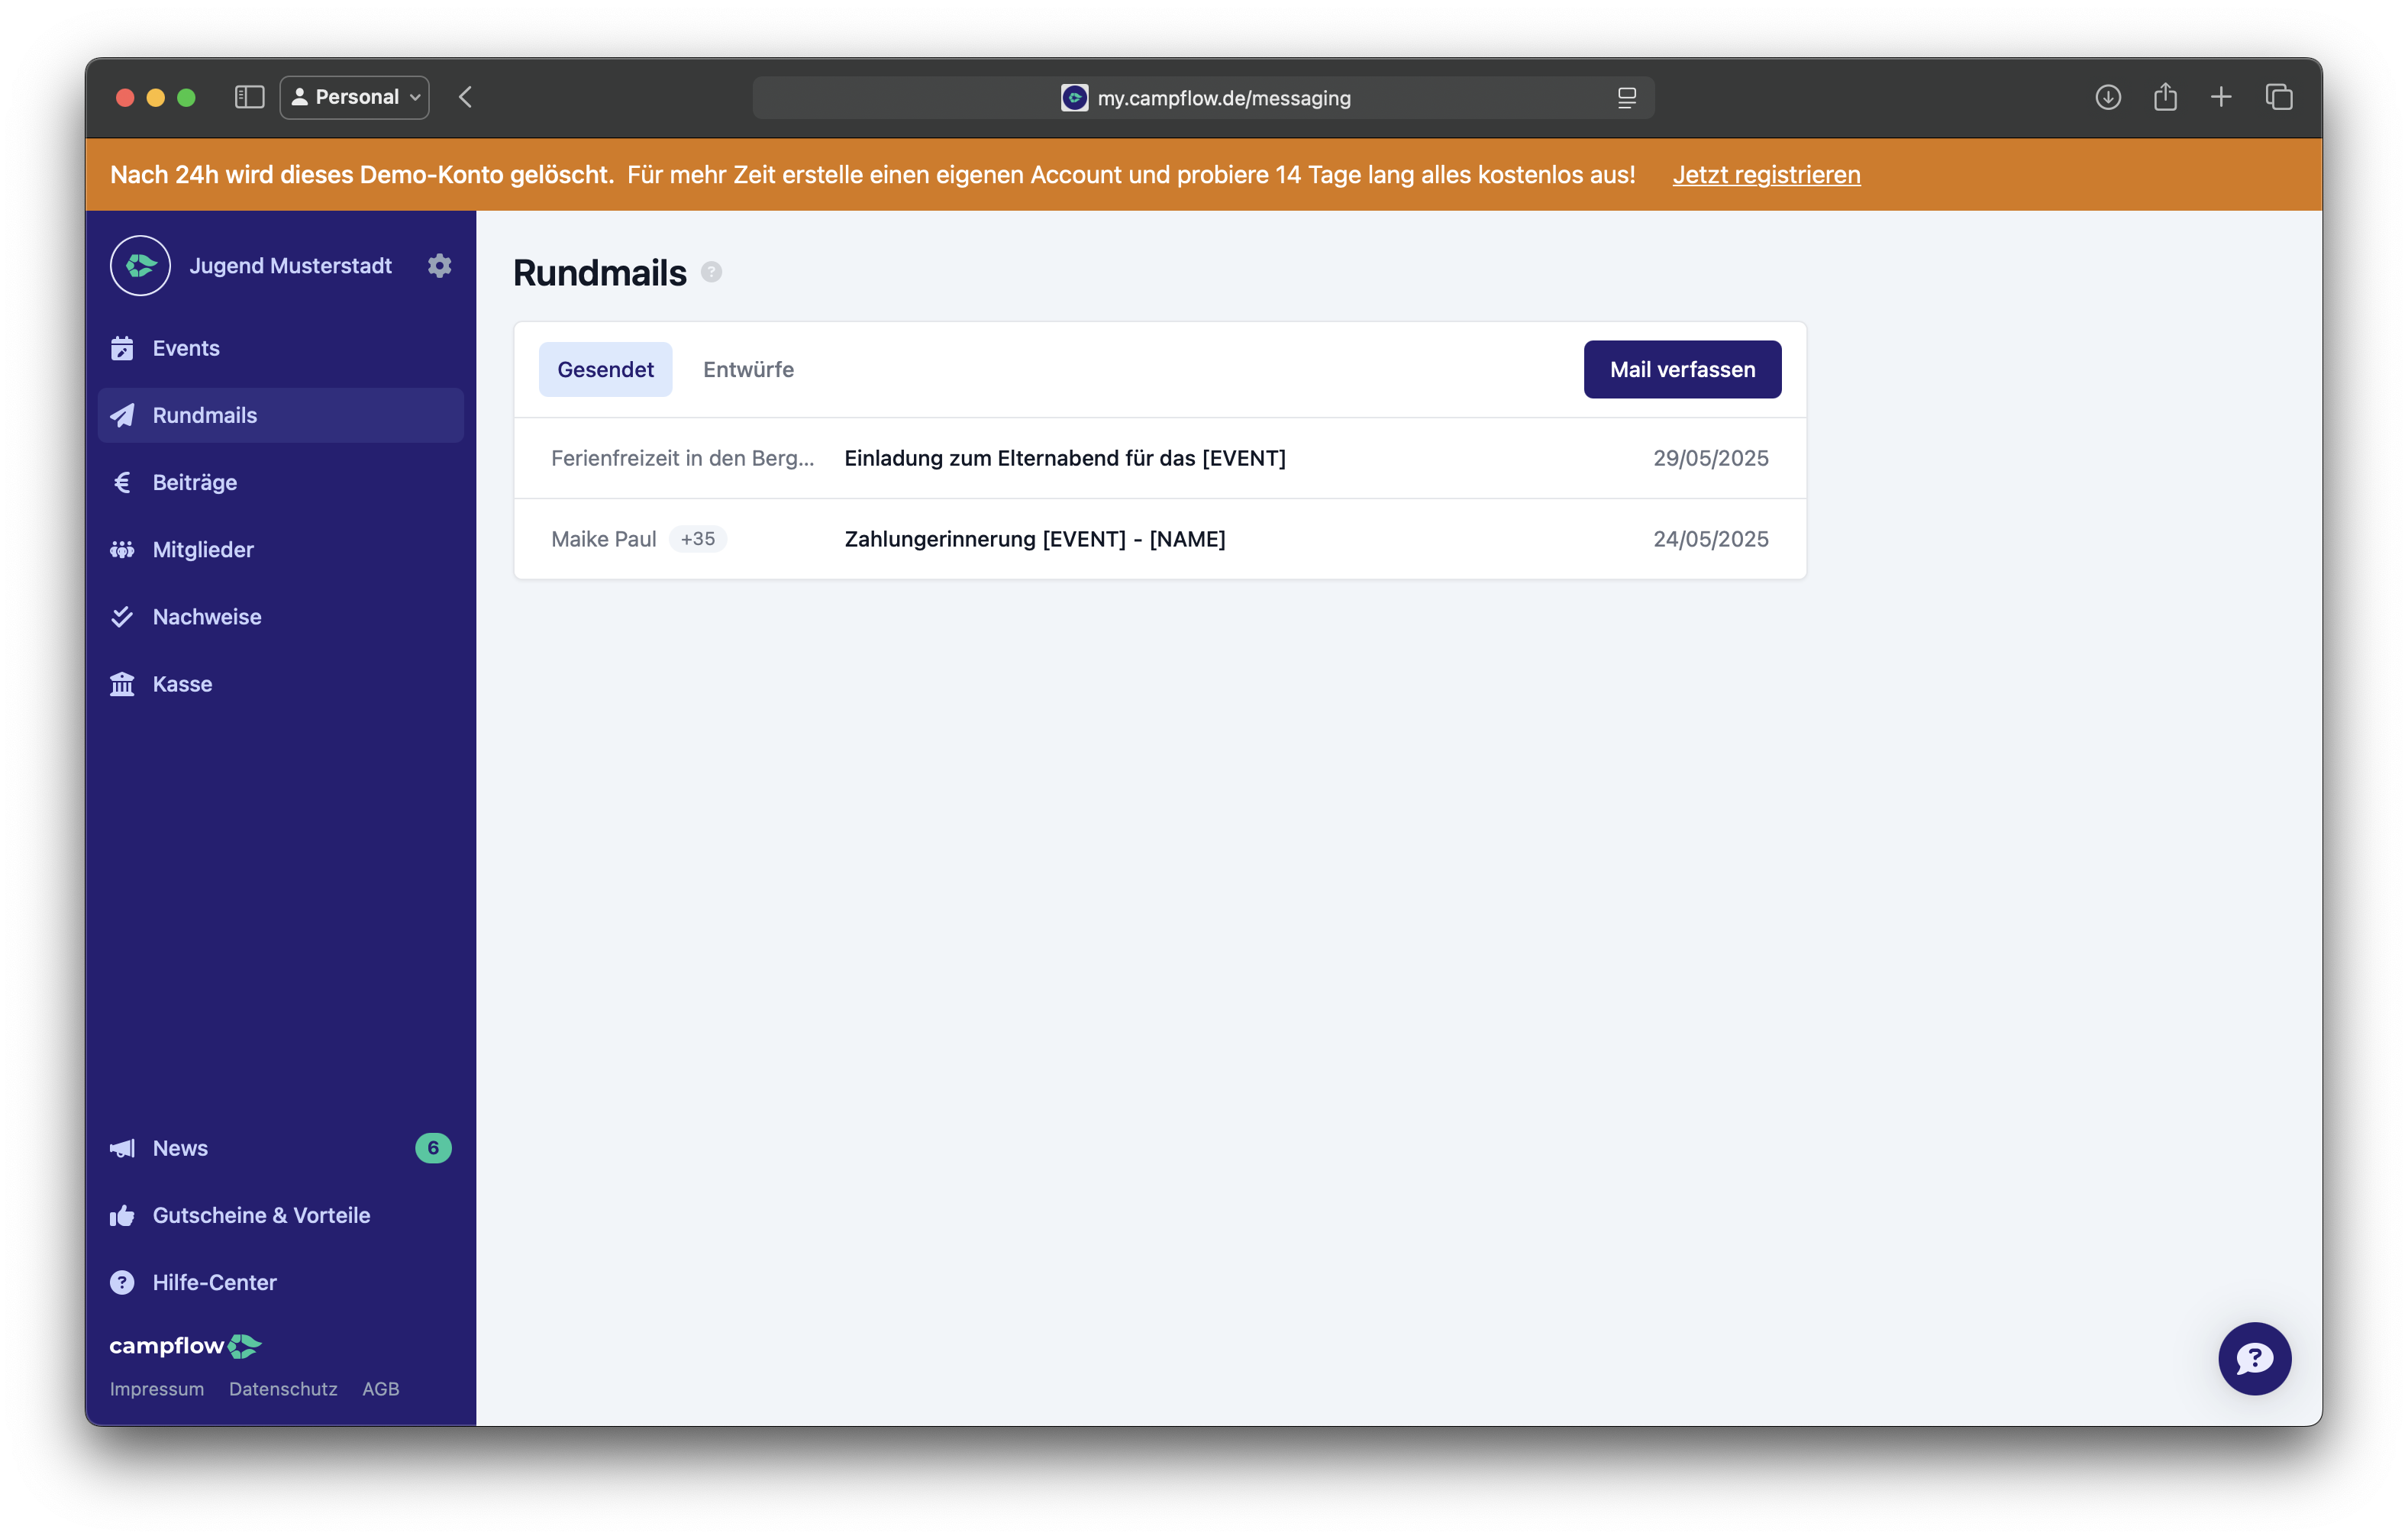 Personal
my.campflow.de/messaging
Nach 24h wird dieses Demo-Konto gelöscht. Für mehr Zeit erstelle einen eigenen Account und probiere 14 Tage lang alles kostenlos aus! Jetzt registrieren
Jugend Musterstadt
Events
Rundmails
Beiträge
Mitglieder
Nachweise
Kasse
News 6
Gutscheine & Vorteile
Hilfe-Center
campflow
Impressum Datenschutz AGB
Rundmails ?
Gesendet Entwürfe Mail verfassen
Ferienfreizeit in den Berg... Einladung zum Elternabend für das [EVENT] 29/05/2025
Maike Paul +35 Zahlungerinnerung [EVENT] - [NAME] 24/05/2025